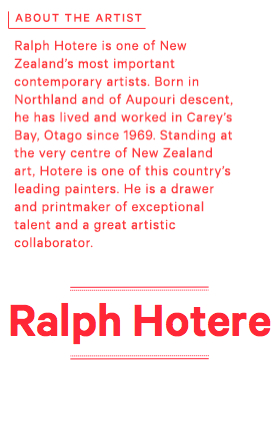 ABOUT THE ARTIST
Ralph Hotere is one of New
Zealand's most important
contemporary artists. Born in
Northland and of Aupouri descent,
he has lived and worked in Carey's
Bay, Otago since 1969. Standing at
the very centre of New Zealand
art, Hotere is one of this country's
leading painters. He is a drawer
and printmaker of exceptional
talent and a great artistic
collaborator.
Ralph Hotere